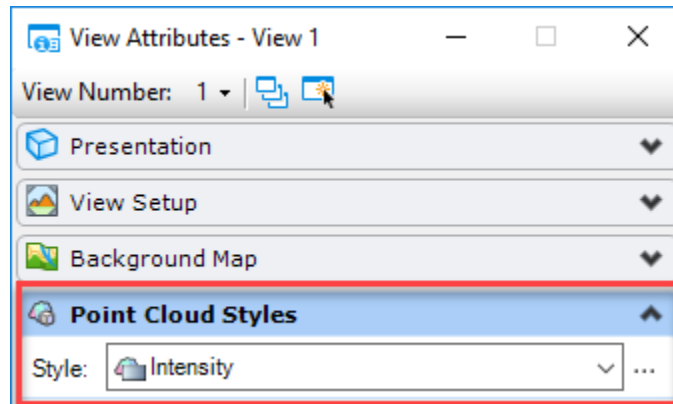 View Attributes - View 1
View Number: 1
Presentation
View Setup
Background Map
Point Cloud Styles
Style: Intensity ...